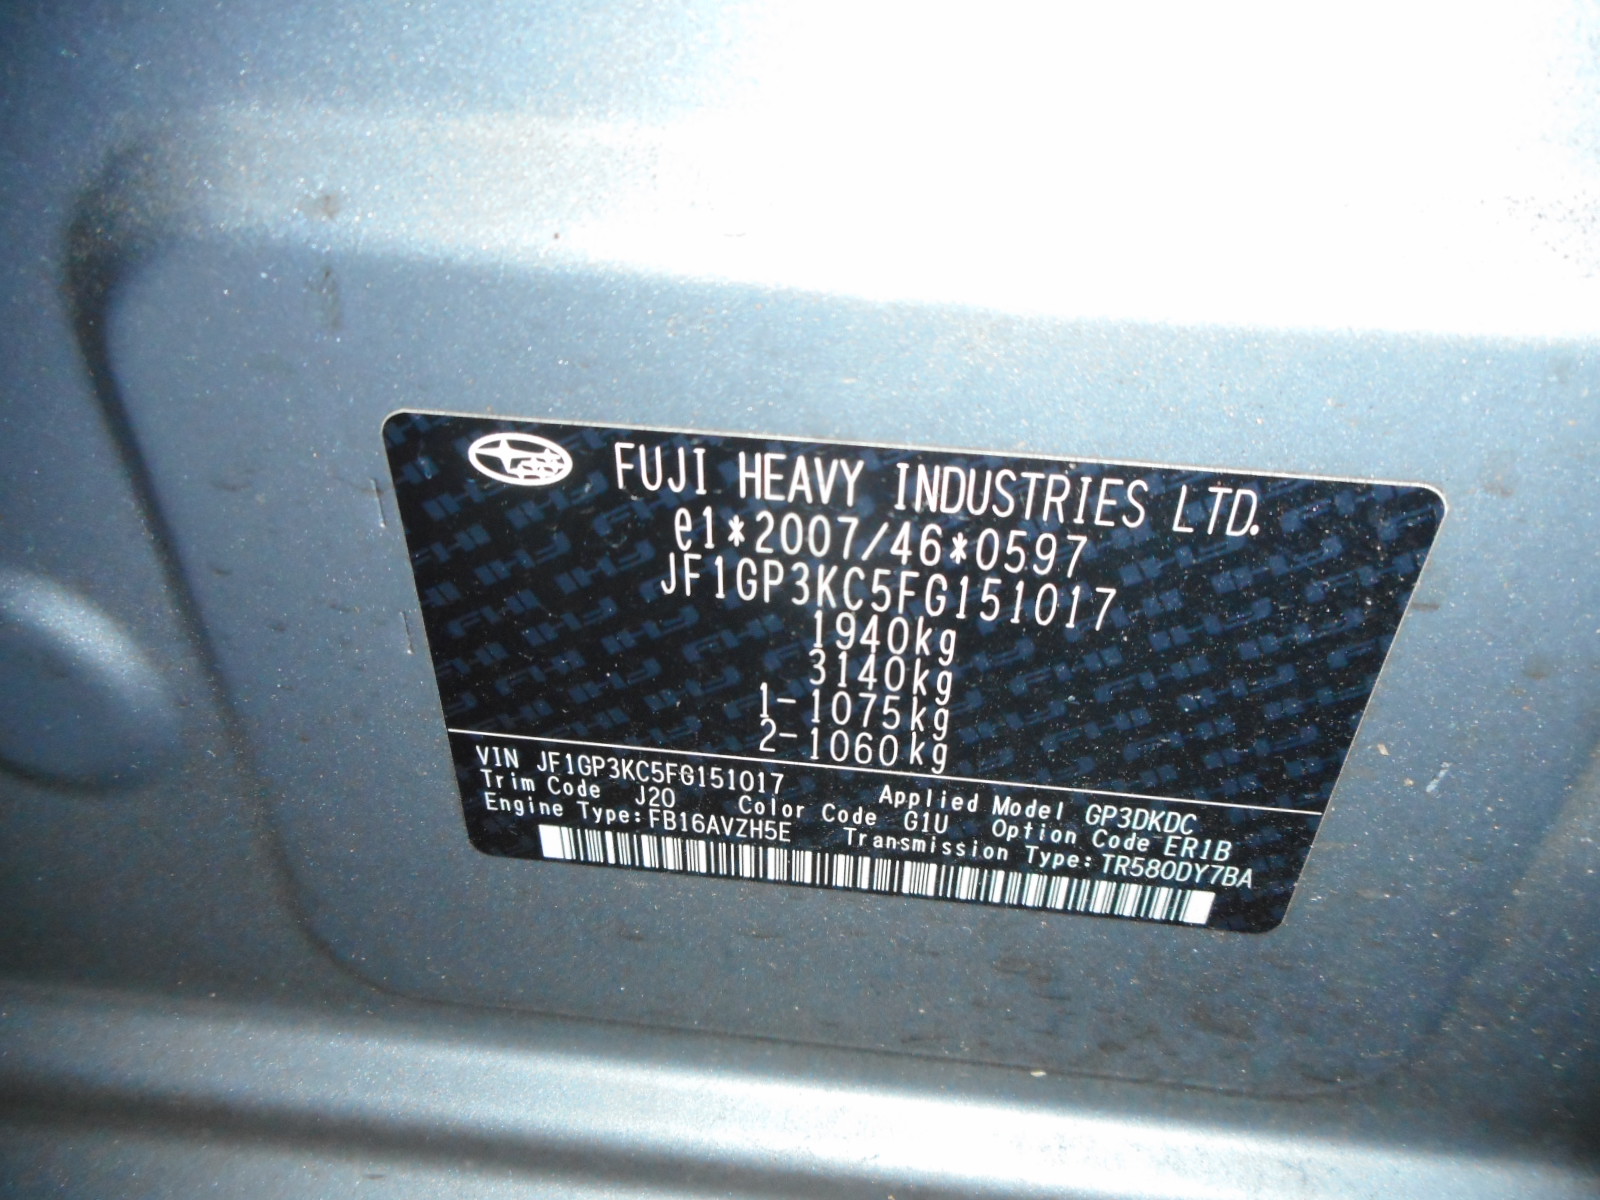 FUJI HEAVY INDUSTRIES LTD.
e1*2007/46*0597
JF1GP3KC5FG151017
1940kg
3140kg
1-1075kg
2-1060kg
VIN JF1GP3KC5FG151017 Applied Model GP3DKDC
Trim Code J20 Color Code G1U Option Code ER1B
Engine Type:FB16AVZH5E Transmission Type:TR580DY7BA